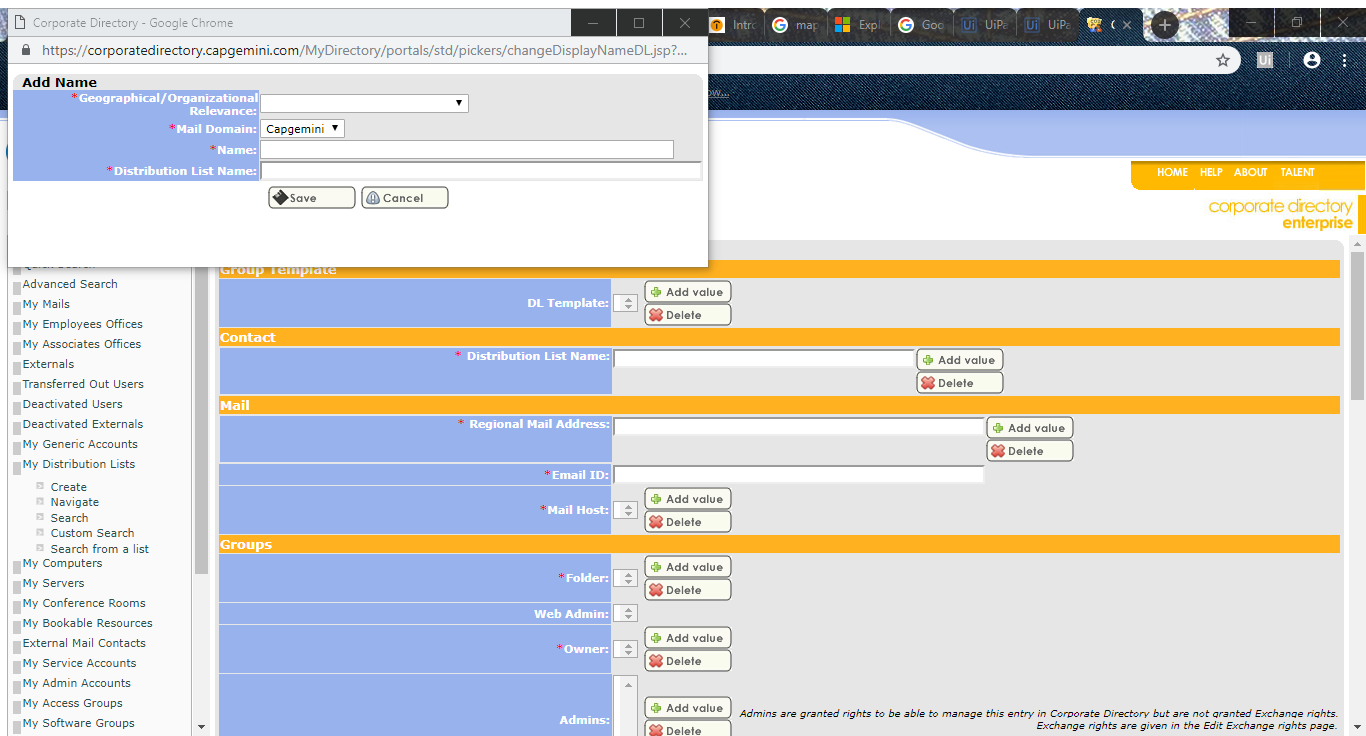 Corporate Directory - Google Chrome
https://corporatedirectory.capgemini.com/MyDirectory/portals/std/pickers/changeDisplayNameDL.jsp?...
Intro
map
Expl
Goo
UiPa
UiPa
Ui
Add Name
*Geographical/Organizational
Relevance:
*Mail Domain: Capgemini
*Name:
*Distribution List Name:
Save
Cancel
HOME HELP ABOUT TALENT
corporate directory
enterprise
Advanced Search
My Mails
My Employees Offices
My Associates Offices
Externals
Transferred Out Users
Deactivated Users
Deactivated Externals
My Generic Accounts
My Distribution Lists
Create
Navigate
Search
Custom Search
Search from a list
My Computers
My Servers
My Conference Rooms
My Bookable Resources
External Mail Contacts
My Service Accounts
My Admin Accounts
My Access Groups
My Software Groups
Group Template
DL Template:
Add value
Delete
Contact
* Distribution List Name:
Add value
Delete
Mail
* Regional Mail Address:
Add value
Delete
*Email ID:
*Mail Host:
Add value
Delete
Groups
*Folder:
Add value
Delete
Web Admin:
*Owner:
Add value
Delete
Admins:
Add value
Delete
Admins are granted rights to be able to manage this entry in Corporate Directory but are not granted Exchange rights.
Exchange rights are given in the Edit Exchange rights page.